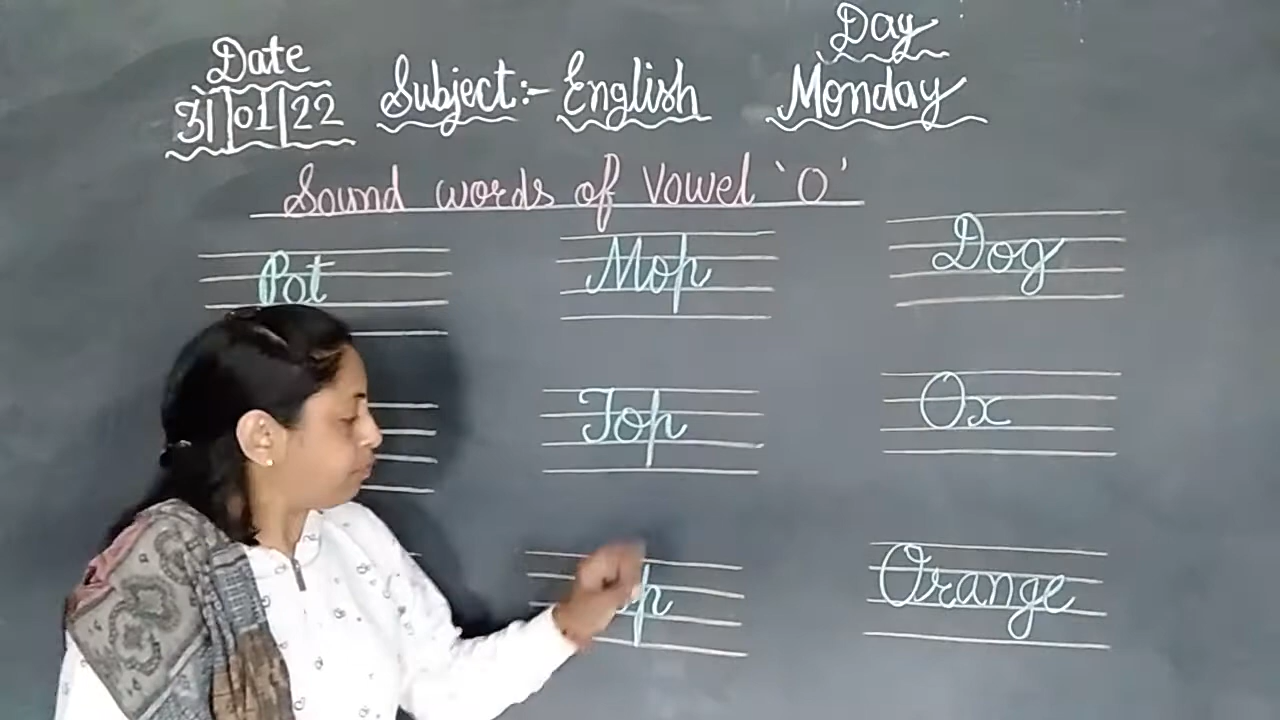 Date
31/01/22
Subject:- English
Day
Monday
Sound words of Vowel 'O'
Pot
Mop
Dog
Top
Ox
Orange